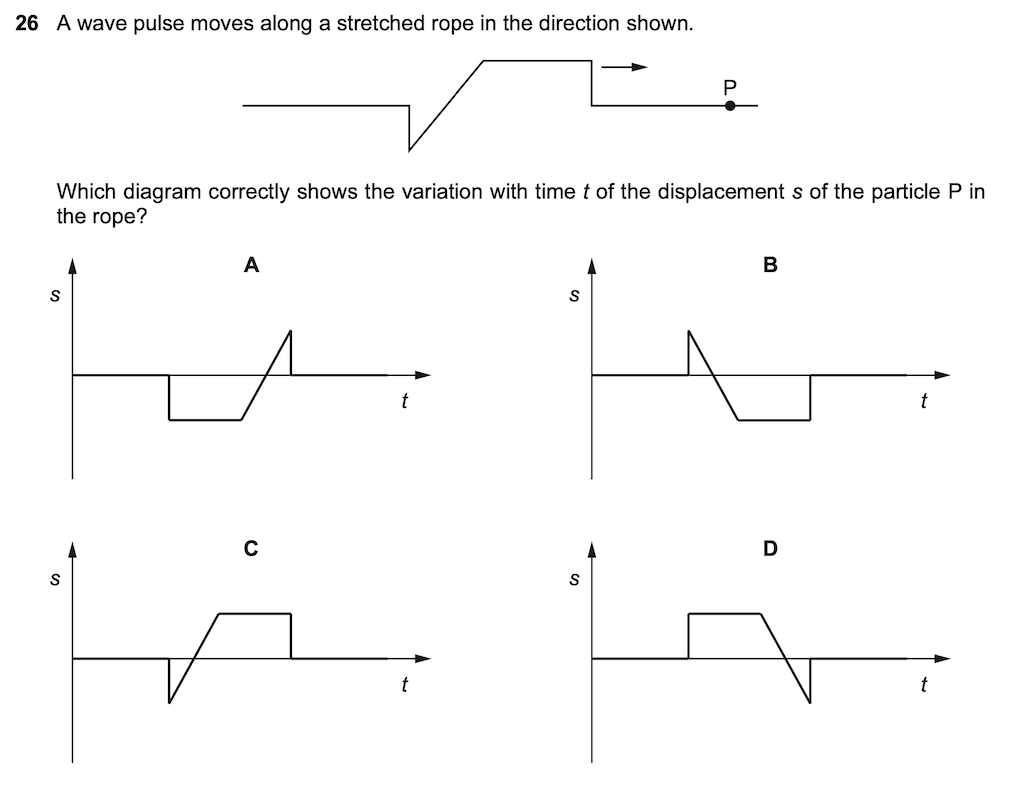 26 A wave pulse moves along a stretched rope in the direction shown.
P
Which diagram correctly shows the variation with time t of the displacement s of the particle P in
the rope?
A
s
t
B
s
t
C
s
t
D
s
t